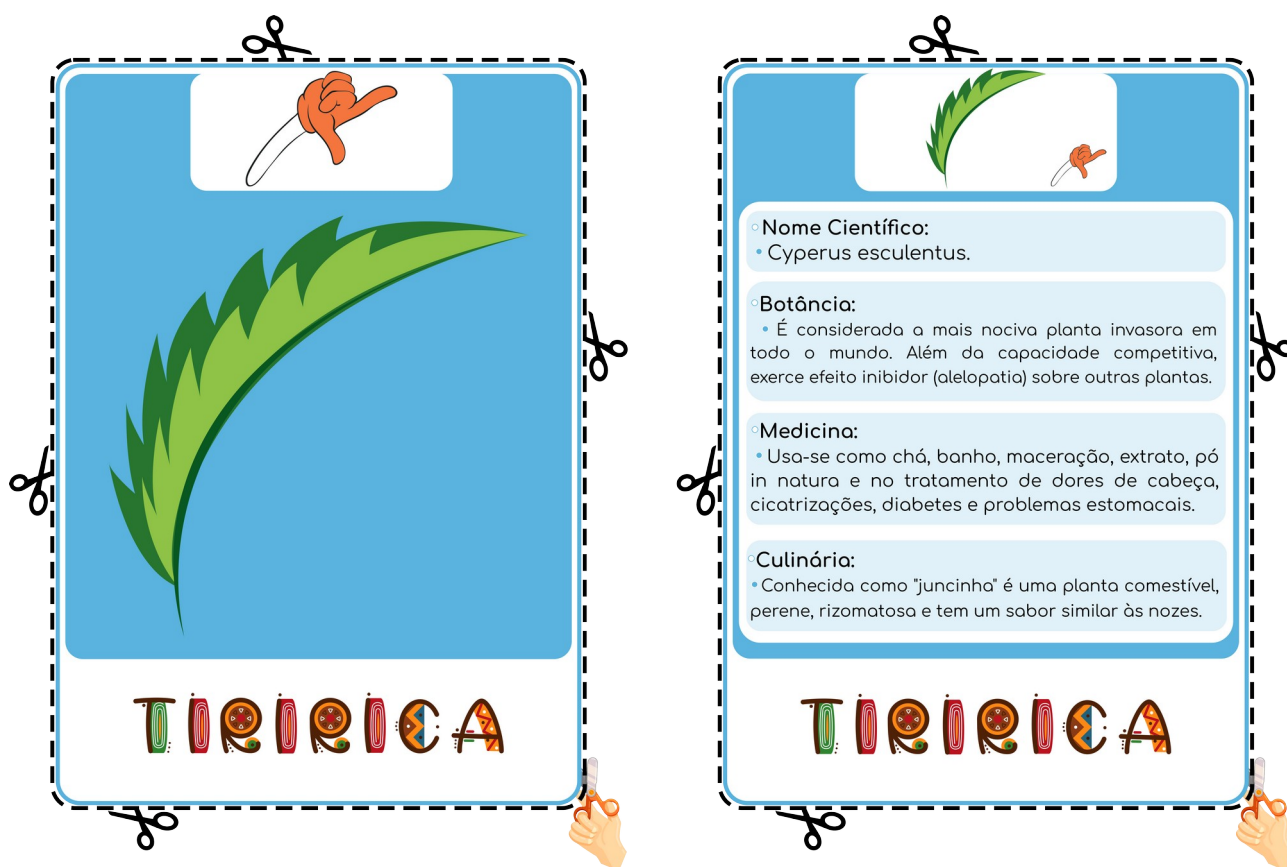 TIRIRICA
Nome Científico:
• Cyperus esculentus.
Botância:
• É considerada a mais nociva planta invasora em
todo o mundo. Além da capacidade competitiva,
exerce efeito inibidor (alelopatia) sobre outras plantas.
Medicina:
• Usa-se como chá, banho, maceração, extrato, pó
in natura e no tratamento de dores de cabeça,
cicatrizações, diabetes e problemas estomacais.
Culinária:
• Conhecida como "juncinha" é uma planta comestível,
perene, rizomatosa e tem um sabor similar às nozes.
TIRIRICA